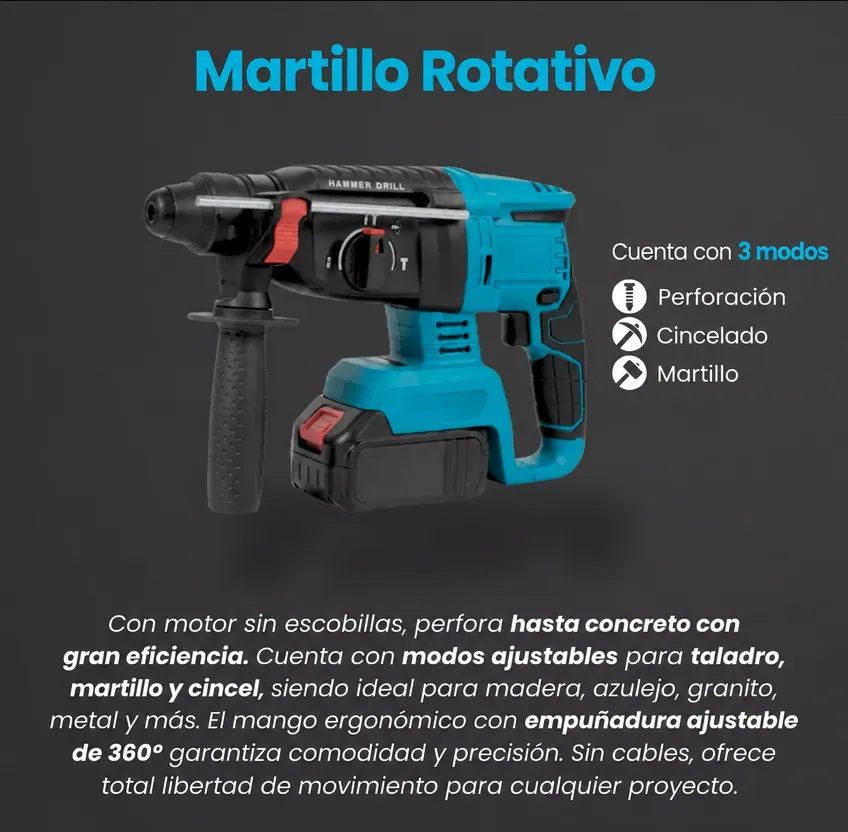 Martillo Rotativo
HAMMER DRILL
T
Cuenta con 3 modos
Perforación
Cincelado
Martillo
Con motor sin escobillas, perfora hasta concreto con
gran eficiencia. Cuenta con modos ajustables para taladro,
martillo y cincel, siendo ideal para madera, azulejo, granito,
metal y más. El mango ergonómico con empuñadura ajustable
de 360° garantiza comodidad y precisión. Sin cables, ofrece
total libertad de movimiento para cualquier proyecto.